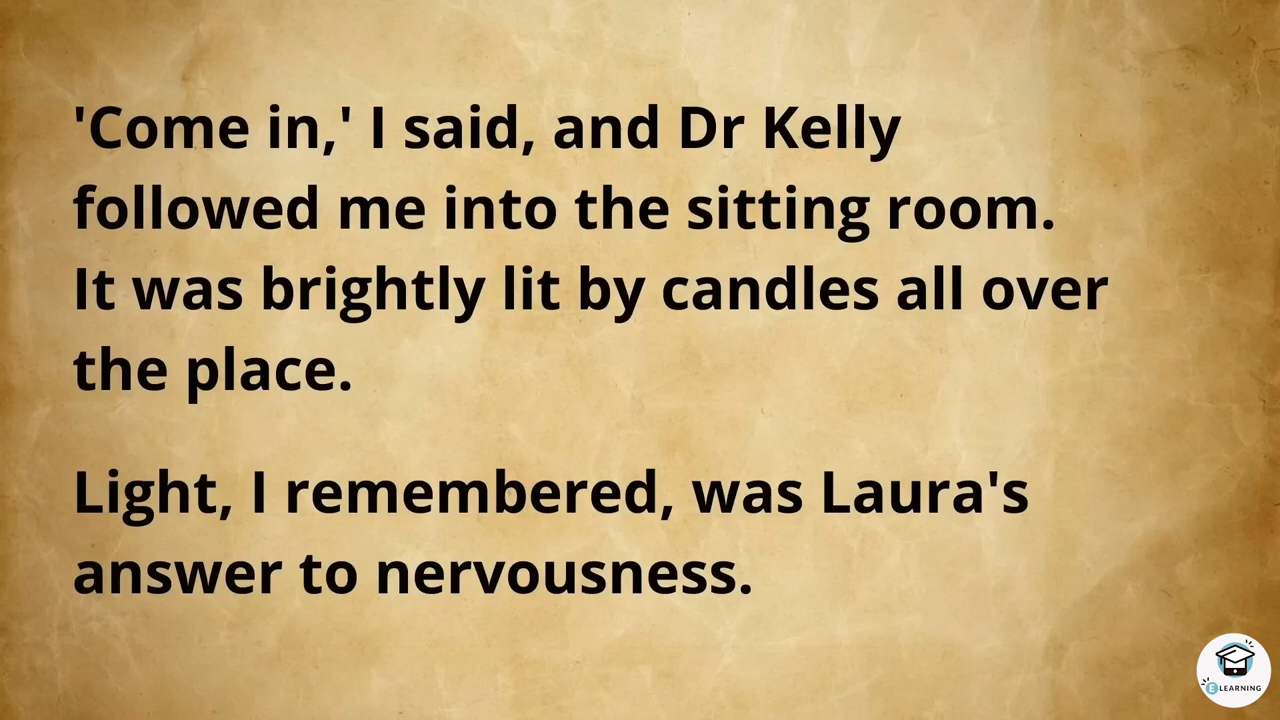 'Come in,' I said, and Dr Kelly
followed me into the sitting room.
It was brightly lit by candles all over
the place.
Light, I remembered, was Laura's
answer to nervousness.
E LEARNING